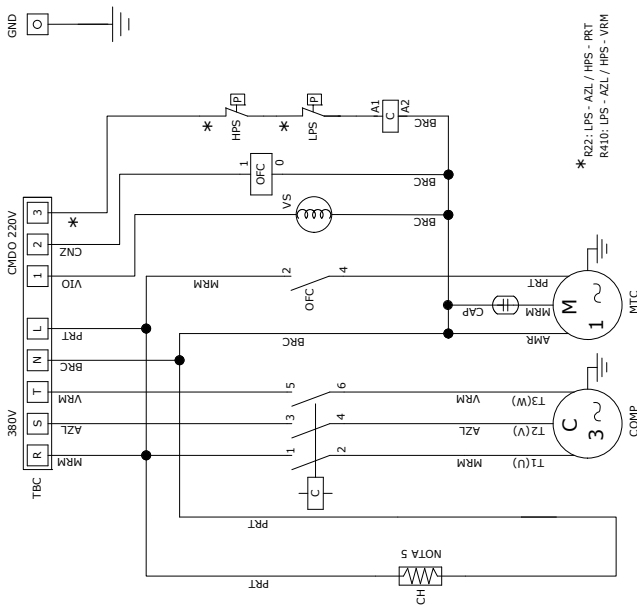 GND
CMDO 220V
380V
TBC
3
2
1
L
N
T
S
R
*
CNZ
VIO
PRT
BRC
VRM
AZL
MRM
* HPS
P
* LPS
P
A1
C
A2
BRC
1
OFC
0
BRC
VS
BRC
MRM
2
OFC
4
PRT
CAP
MRM
BRC
AMR
M
1
~
MTC
5
6
VRM
T3(W)
3
4
AZL
T2(V)
1
2
MRM
T1(U)
C
C
3
~
COMP
PRT
PRT
CH
NOTA 5
* R22: LPS - AZL / HPS - PRT
R410: LPS - AZL / HPS - VRM